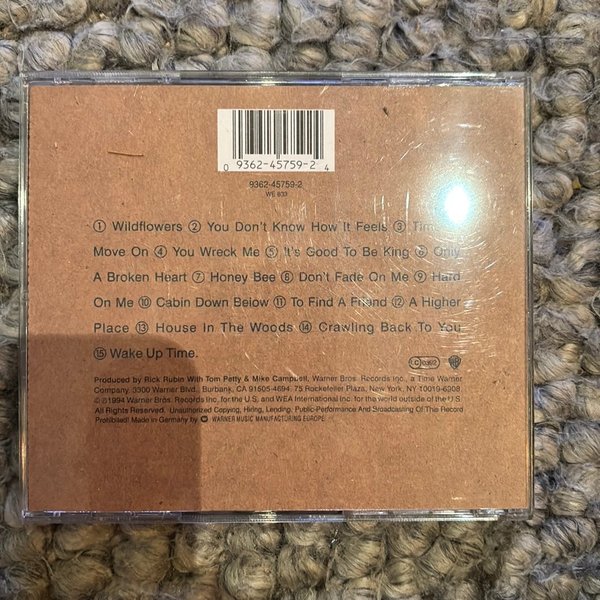 0 9362-45759-2 4
9362-45759-2
WE 833
① Wildflowers ② You Don't Know How It Feels ③ Time To
Move On ④ You Wreck Me ⑤ It's Good To Be King ⑥ Only
A Broken Heart ⑦ Honey Bee ⑧ Don't Fade On Me ⑨ Hard
On Me ⑩ Cabin Down Below ⑪ To Find A Friend ⑫ A Higher
Place ⑬ House In The Woods ⑭ Crawling Back To You
⑮ Wake Up Time.
Produced by Rick Rubin With Tom Petty & Mike Campbell, Warner Bros. Records Inc., a Time Warner
Company. 3300 Warner Blvd., Burbank, CA 91505-4694. 75 Rockefeller Plaza, New York, NY. 10019-6908
© ℗1994 Warner Bros. Records Inc. for the U.S. and WEA International Inc. for the world outside of the U.S.
All Rights Reserved. Unauthorized Copying, Hiring, Lending, Public Performance And Broadcasting Of This Record
Prohibited! Made in Germany by WARNER MUSIC MANUFACTURING EUROPE